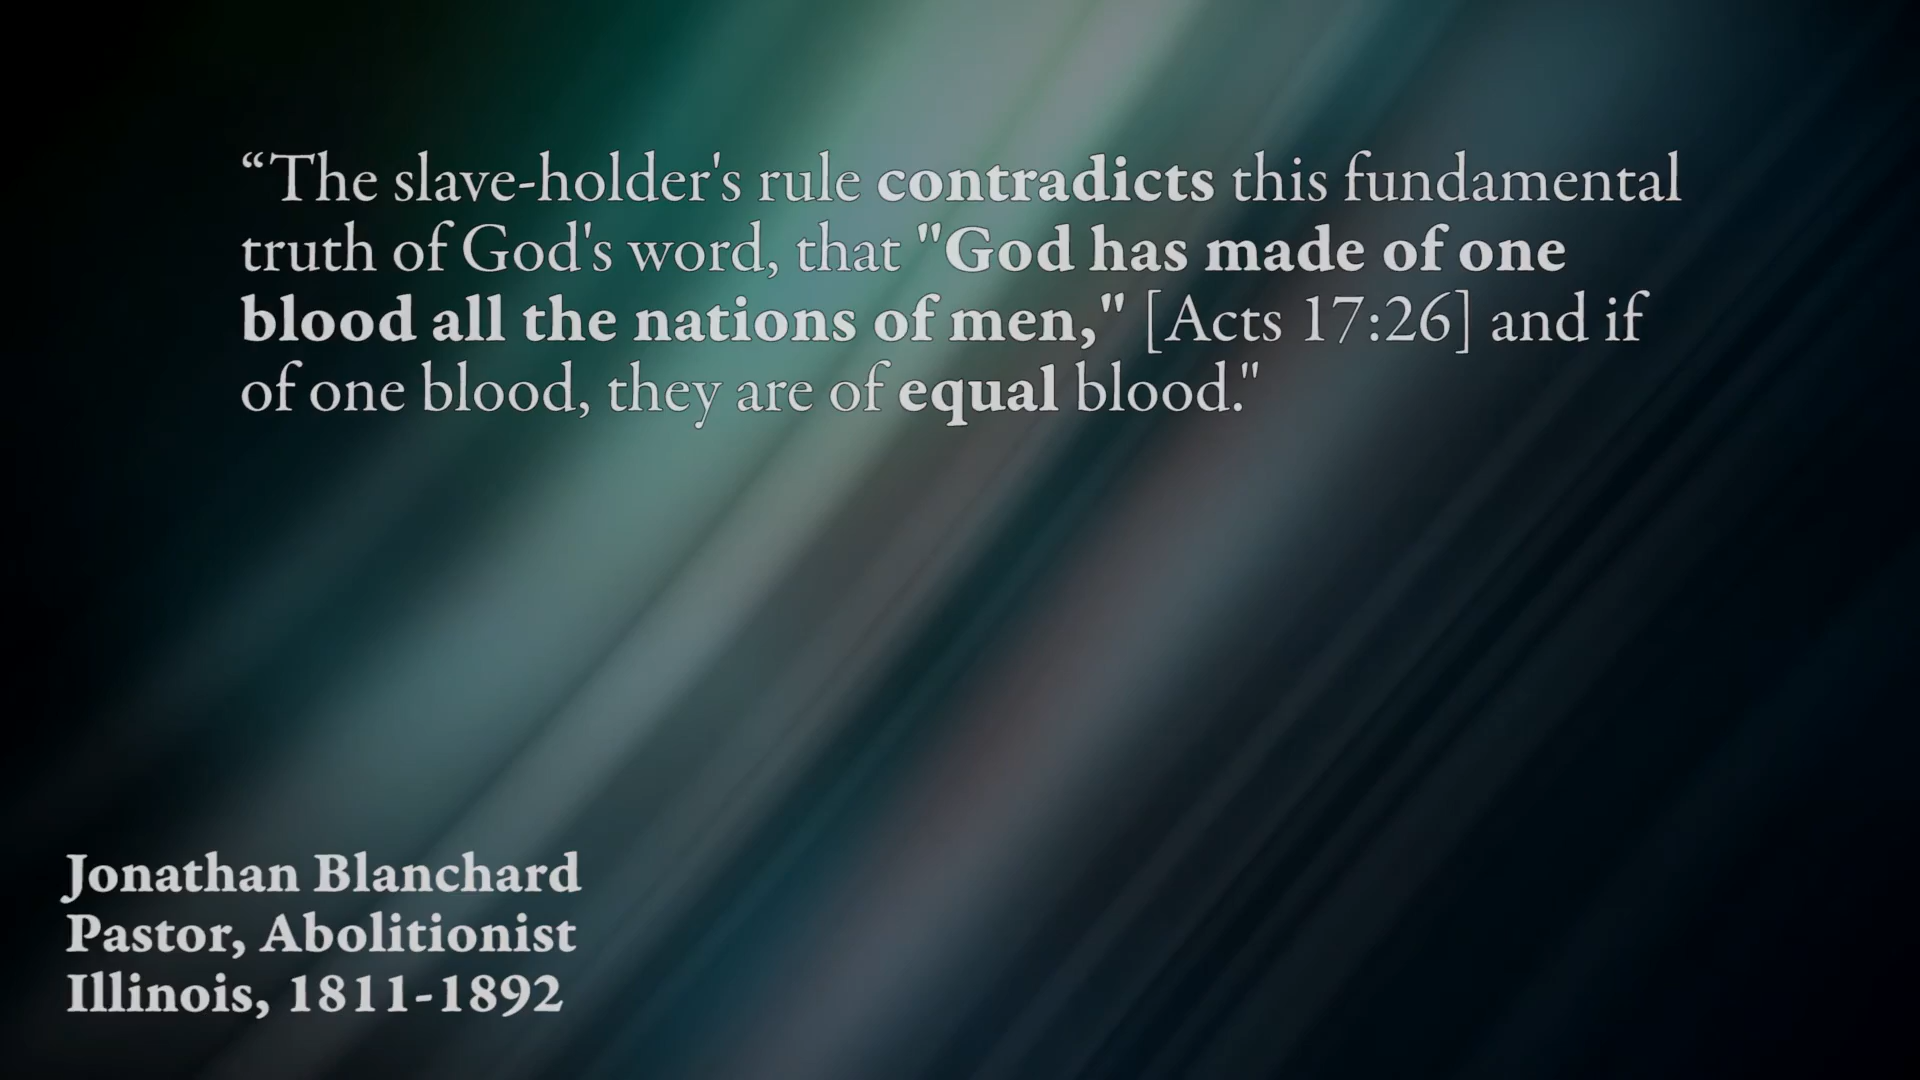 “The slave-holder's rule contradicts this fundamental
truth of God's word, that "God has made of one
blood all the nations of men," [Acts 17:26] and if
of one blood, they are of equal blood."
Jonathan Blanchard
Pastor, Abolitionist
Illinois, 1811-1892